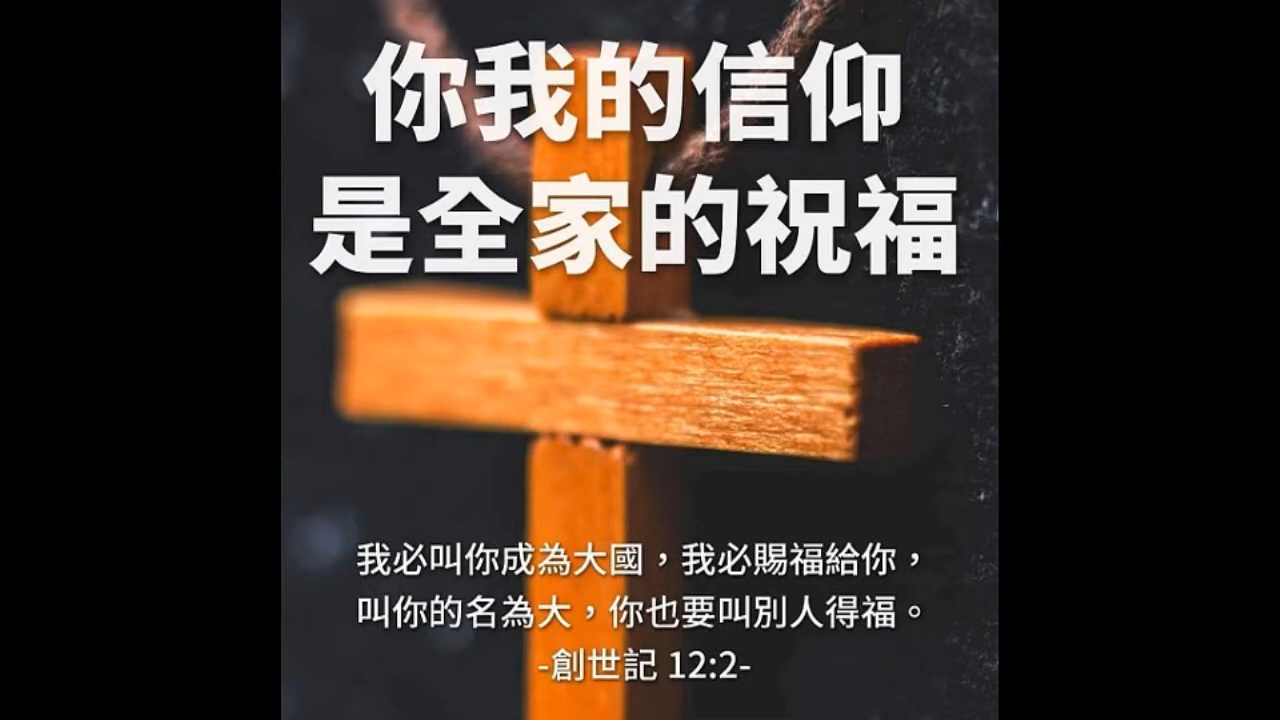 你我的信仰
是全家的祝福
我必叫你成為大國，我必賜福給你，
叫你的名為大，你也要叫別人得福。
-創世記 12:2-